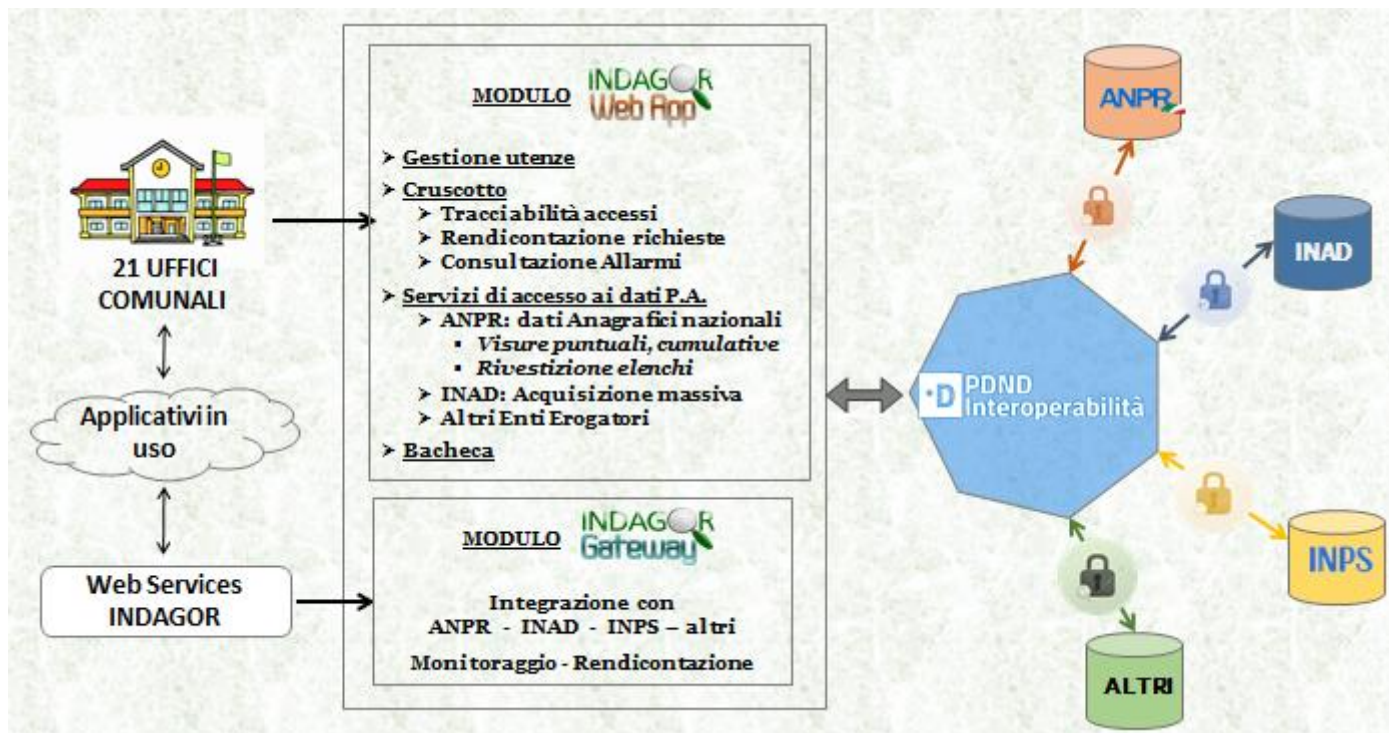 21 UFFICI
COMUNALI
Applicativi in
uso
Web Services
INDAGOR
MODULO INDAGOR
Web App
➢ Gestione utenze
➢ Cruscotto
➢ Tracciabilità accessi
➢ Rendicontazione richieste
➢ Consultazione Allarmi
➢ Servizi di accesso ai dati P.A.
➢ ANPR: dati Anagrafici nazionali
▪ Visure puntuali, cumulative
▪ Rivestizione elenchi
➢ INAD: Acquisizione massiva
➢ Altri Enti Erogatori
➢ Bacheca
MODULO INDAGOR
Gateway
Integrazione con
ANPR - INAD - INPS – altri
Monitoraggio - Rendicontazione
D PDND
Interoperabilità
ANPR
INAD
INPS
ALTRI